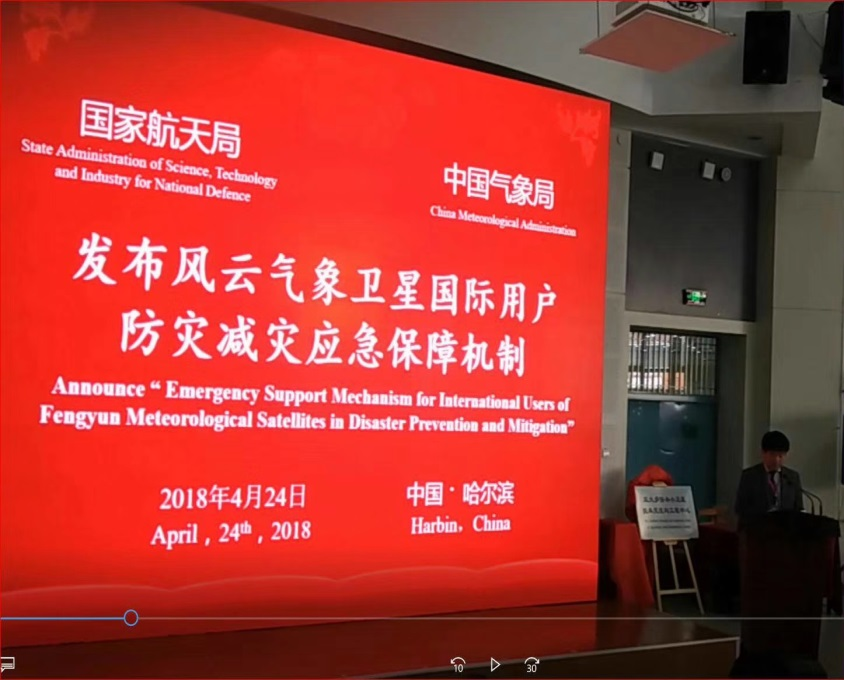 国家航天局
State Administration of Science, Technology
and Industry for National Defence
中国气象局
China Meteorological Administration
发布风云气象卫星国际用户
防灾减灾应急保障机制
Announce “ Emergency Support Mechanism for International Users of
Fengyun Meteorological Satellites in Disaster Prevention and Mitigation”
2018年4月24日
April , 24th , 2018
中国·哈尔滨
Harbin, China
10
30